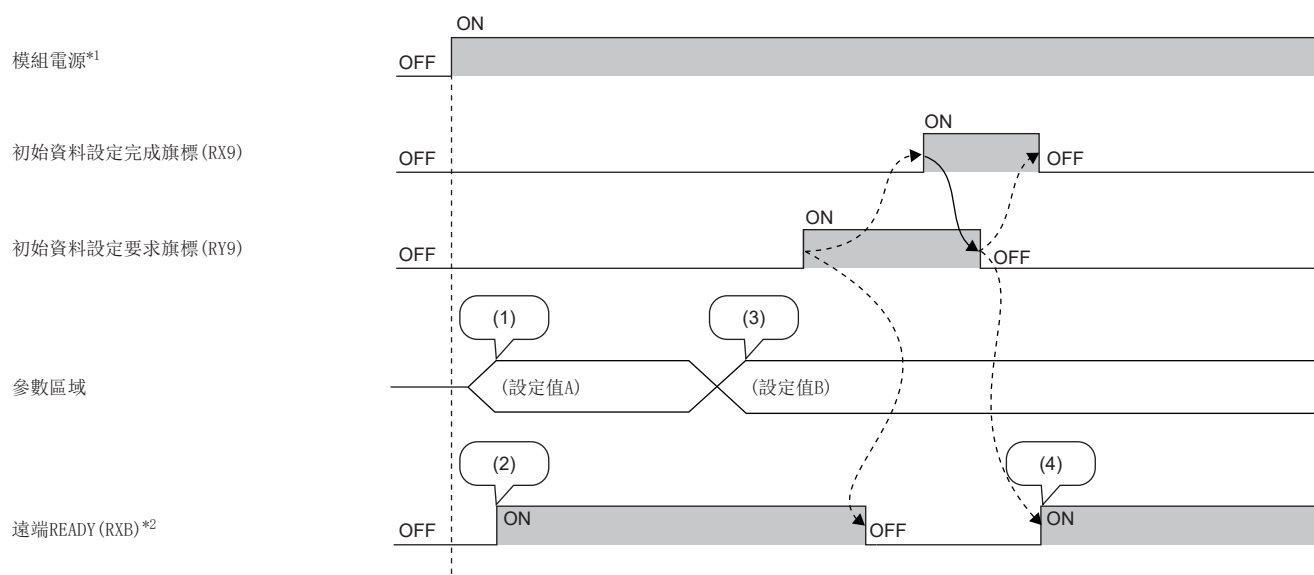 ON
模組電源*1
OFF
ON
初始資料設定完成旗標(RX9)
OFF
OFF
ON
初始資料設定要求旗標(RY9)
OFF
OFF
(1)
(3)
參數區域
(設定值A)
(設定值B)
(2)
(4)
遠端READY(RXB)*2
OFF
ON
OFF
ON